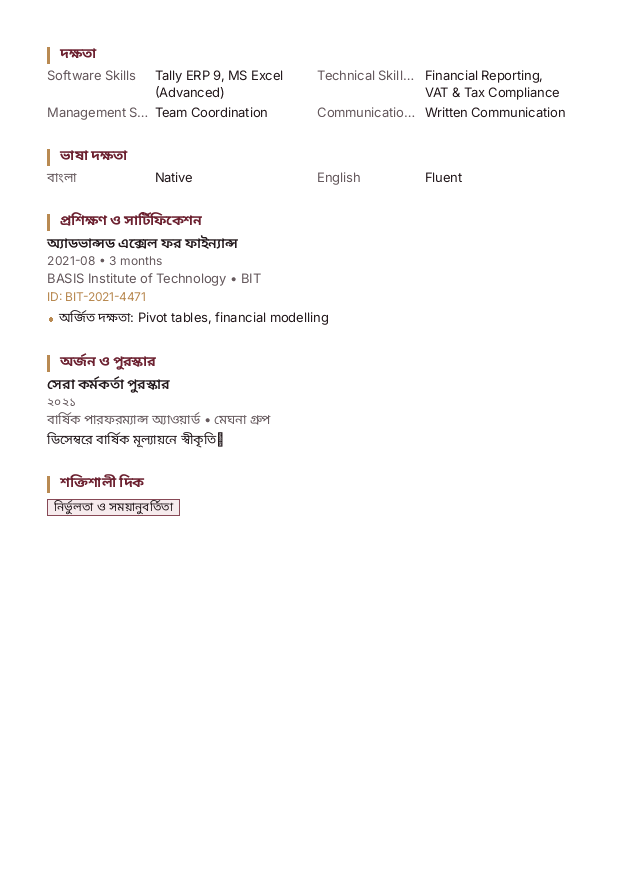 দক্ষতা
Software Skills Tally ERP 9, MS Excel (Advanced) Technical Skill... Financial Reporting, VAT & Tax Compliance
Management S... Team Coordination Communicatio... Written Communication
ভাষা দক্ষতা
বাংলা Native English Fluent
প্রশিক্ষণ ও সার্টিফিকেশন
অ্যাডভান্সড এক্সেল ফর ফাইন্যান্স
2021-08 • 3 months
BASIS Institute of Technology • BIT
ID: BIT-2021-4471
• অর্জিত দক্ষতা: Pivot tables, financial modelling
অর্জন ও পুরস্কার
সেরা কর্মকর্তা পুরস্কার
২০২১
বার্ষিক পারফরম্যান্স অ্যাওয়ার্ড • মেঘনা গ্রুপ
ডিসেম্বরে বার্ষিক মূল্যায়নে স্বীকৃতি
শক্তিশালী দিক
নির্ভুলতা ও সময়ানুবর্তিতা